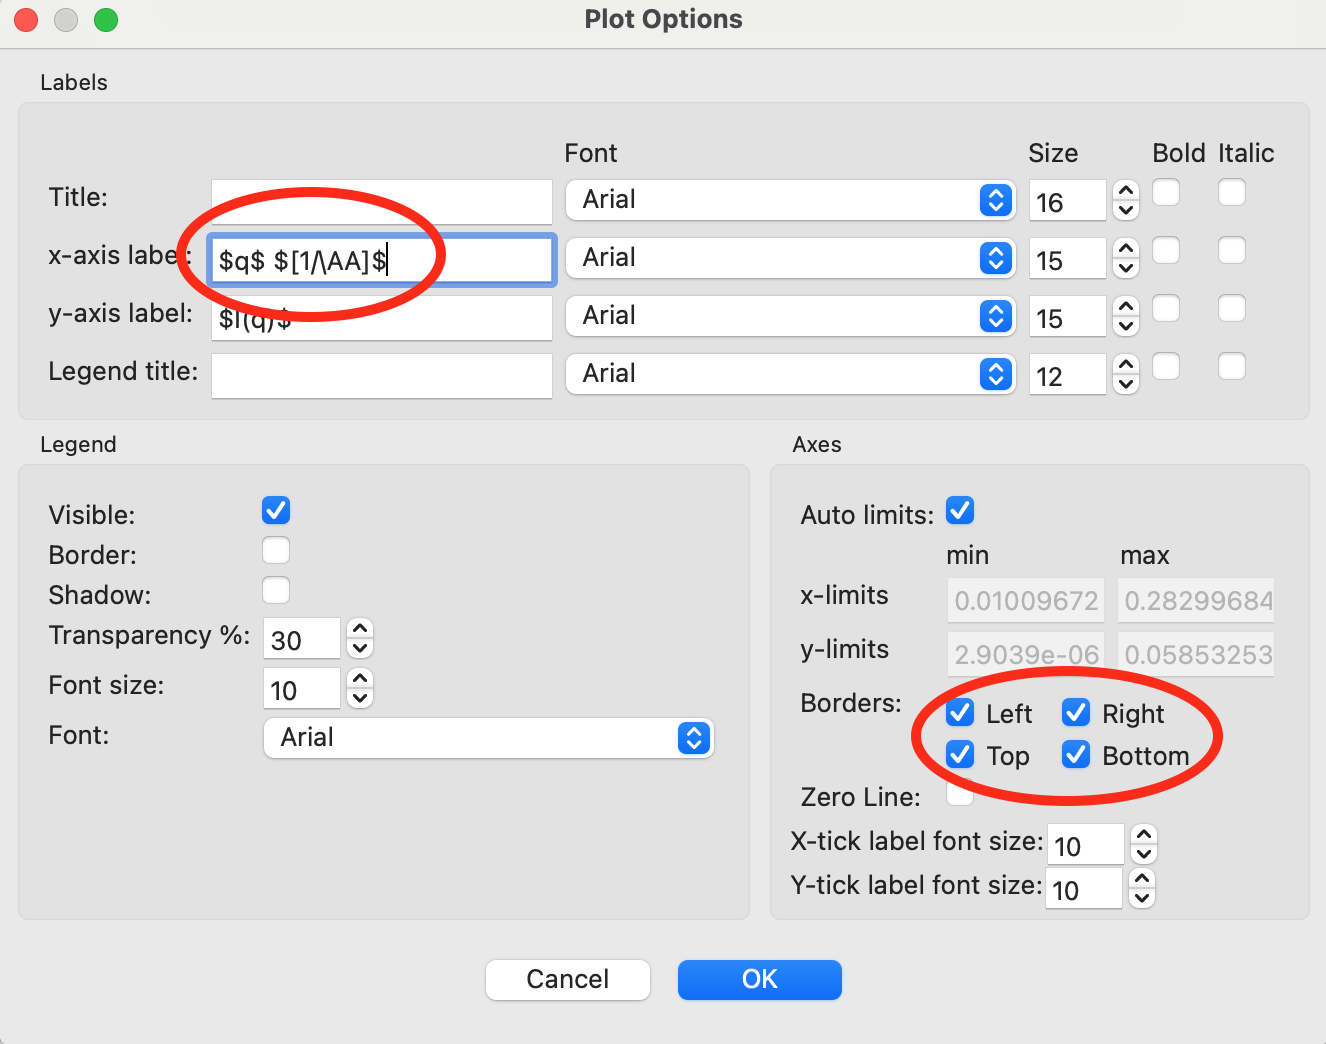 Plot Options
Labels
Font Size Bold Italic
Title: Arial 16
x-axis label: $q$ $[1/\AA]$ Arial 15
y-axis label: $I(q)$ Arial 15
Legend title: Arial 12
Legend
Visible:
Border:
Shadow:
Transparency %: 30
Font size: 10
Font: Arial
Axes
Auto limits:
min max
x-limits 0.01009672 0.28299684
y-limits 2.9039e-06 0.05853253
Borders: Left Right
Top Bottom
Zero Line:
X-tick label font size: 10
Y-tick label font size: 10
Cancel OK